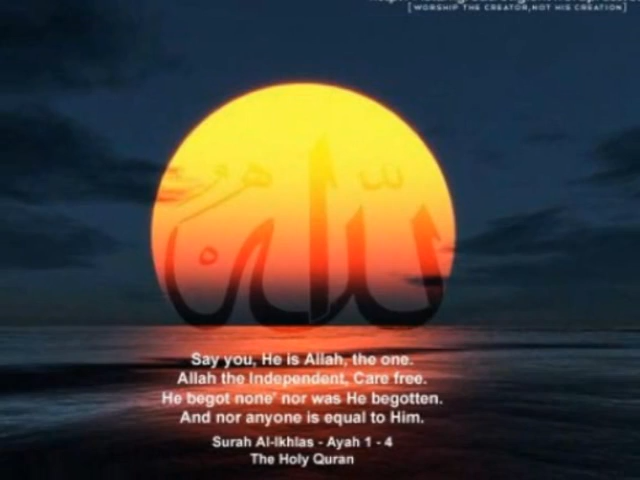 [WORSHIP THE CREATOR,NOT HIS CREATION]
الله
Say you, He is Allah, the one.
Allah the Independent, Care free.
He begot none' nor was He begotten.
And nor anyone is equal to Him.
Surah Al-Ikhlas - Ayah 1 - 4
The Holy Quran